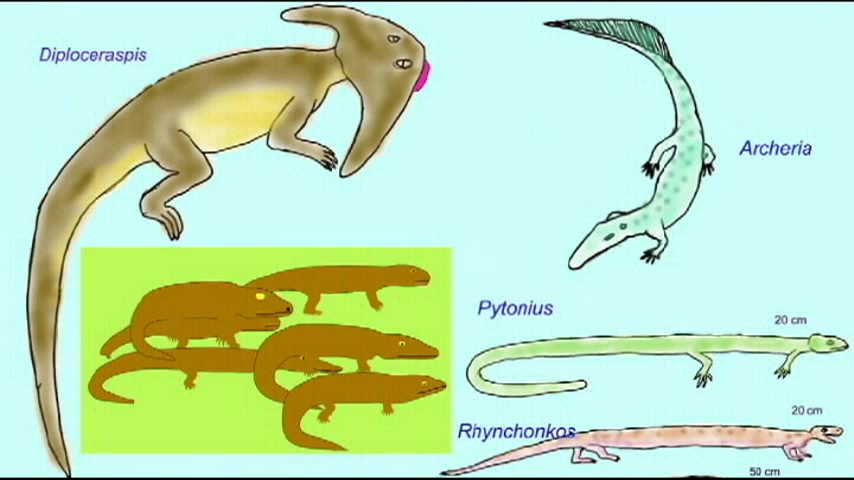 Diploceraspis
Archeria
Pytonius
20 cm
20 cm
Rhynchonkos
50 cm